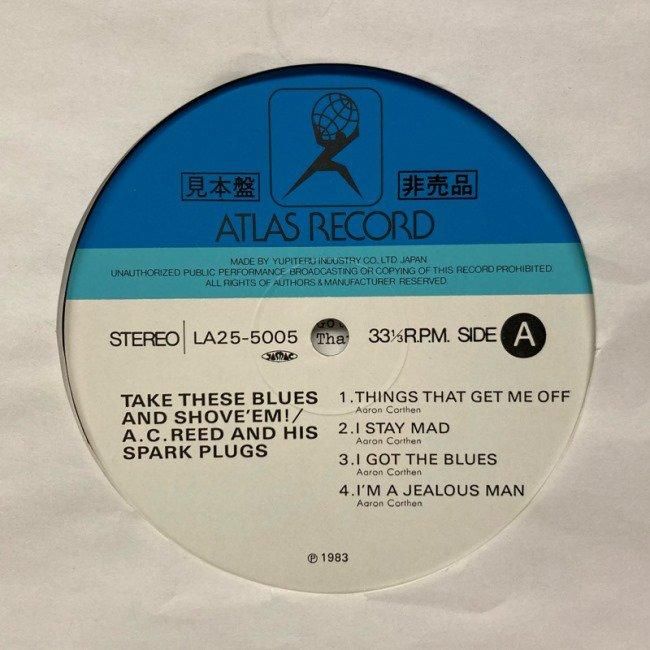 見本盤
非売品
ATLAS RECORD
MADE BY YUPITERU INDUSTRY CO., LTD. JAPAN
UNAUTHORIZED PUBLIC PERFORMANCE BROADCASTING OR COPYING OF THIS RECORD PROHIBITED.
ALL RIGHTS OF AUTHORS & MANUFACTURER RESERVED
STEREO LA25-5005
JASRAC
Tha
33⅓R.P.M. SIDE A
TAKE THESE BLUES
AND SHOVE'EM!/
A.C.REED AND HIS
SPARK PLUGS
1.THINGS THAT GET ME OFF
Aaron Corthen
2.I STAY MAD
Aaron Corthen
3.I GOT THE BLUES
Aaron Corthen
4.I'M A JEALOUS MAN
Aaron Corthen
℗ 1983